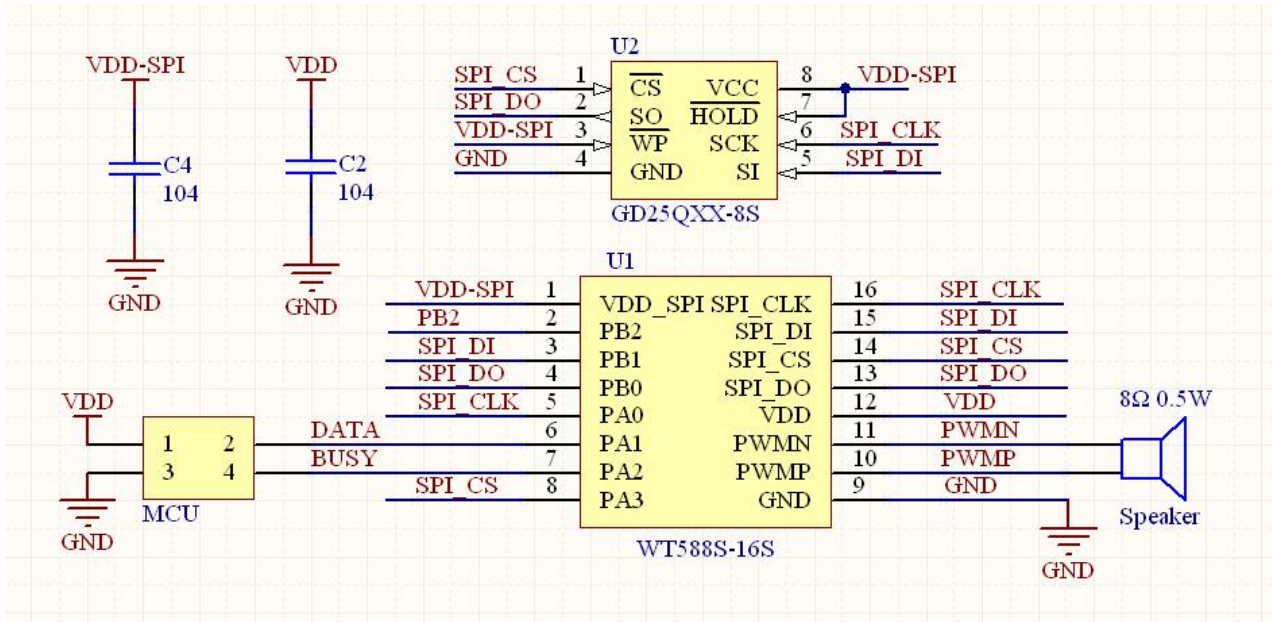 U2
VDD-SPI
VDD
SPI_CS 1 CS VCC 8 VDD-SPI
SPI_DO 2 SO HOLD 7
VDD-SPI 3 WP SCK 6 SPI_CLK
GND 4 GND SI 5 SPI_DI
C4
104
C2
104
GD25QXX-8S
GND
GND
U1
VDD-SPI 1 VDD_SPI SPI_CLK 16 SPI_CLK
PB2 2 PB2 SPI_DI 15 SPI_DI
SPI_DI 3 PB1 SPI_CS 14 SPI_CS
SPI_DO 4 PB0 SPI_DO 13 SPI_DO
SPI_CLK 5 PA0 VDD 12 VDD
DATA 6 PA1 PWMN 11 PWMN
BUSY 7 PA2 PWMP 10 PWMP
SPI_CS 8 PA3 GND 9 GND
VDD
1 2
3 4
MCU
GND
8Ω 0.5W
Speaker
WT588S-16S
GND